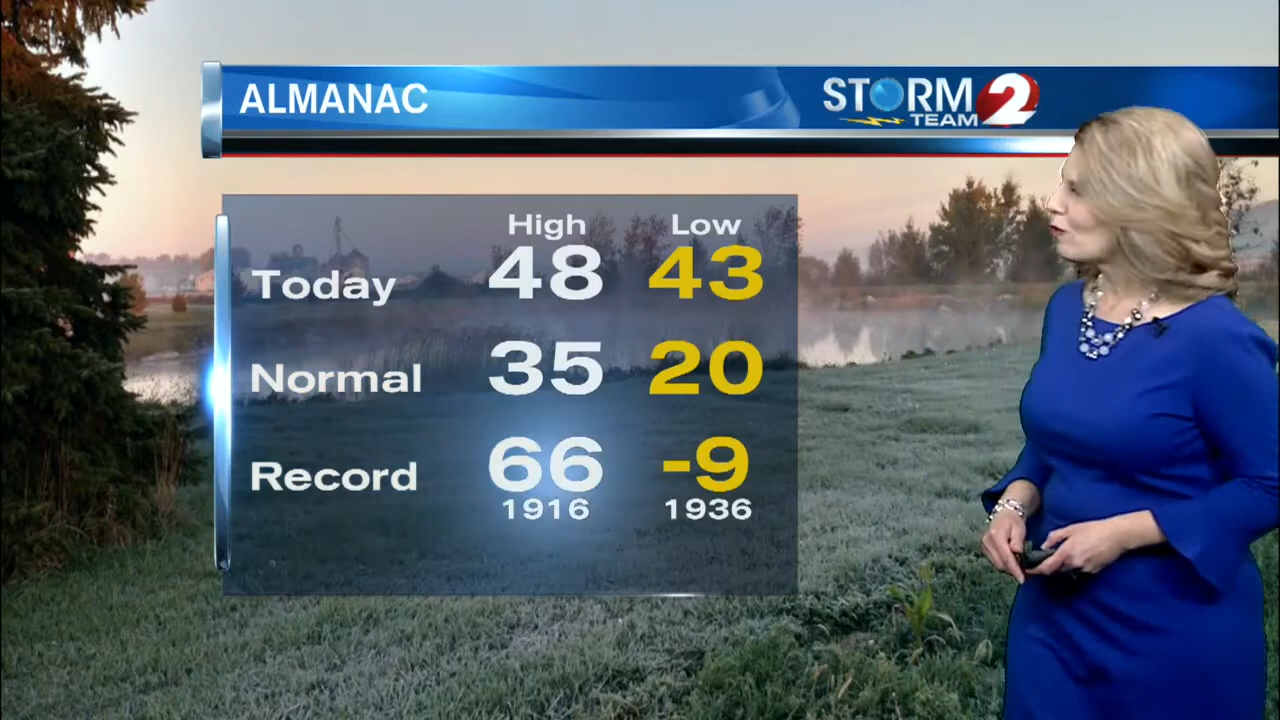 ALMANAC
STORM TEAM 2
High Low
Today 48 43
Normal 35 20
Record 66 -9
1916 1936